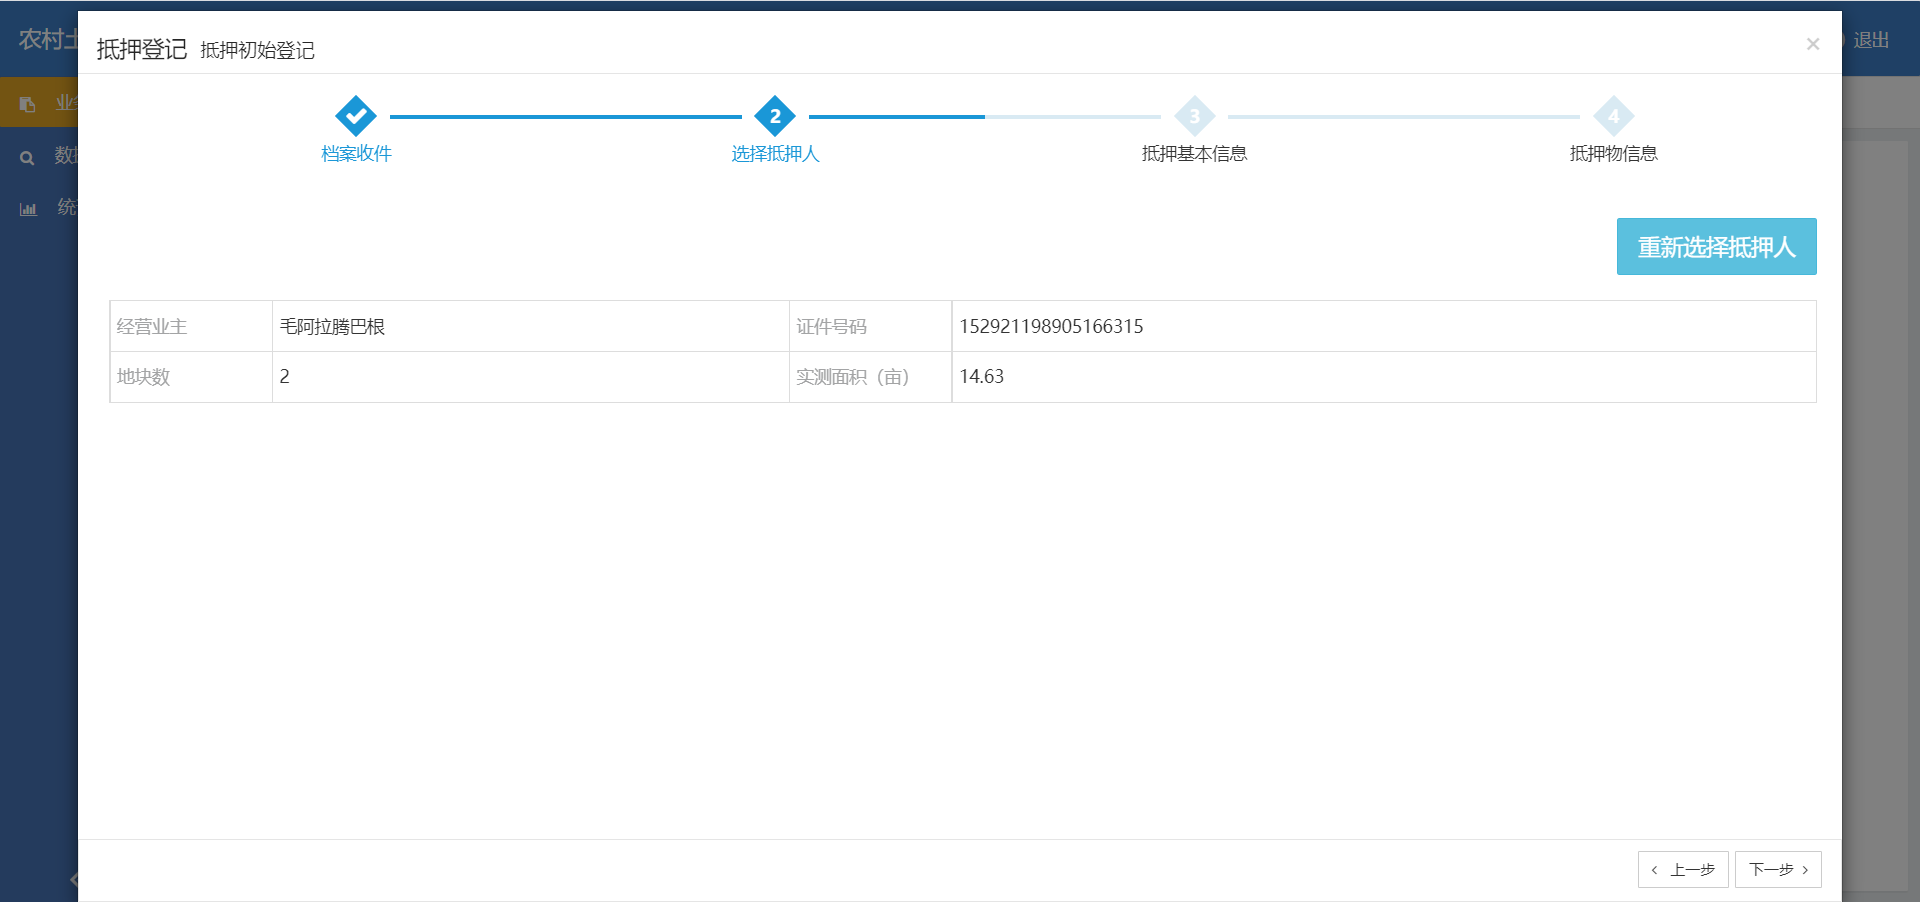 农村土
抵押登记 抵押初始登记
×
退出
业务
数据
统计
2
3
4
档案收件
选择抵押人
抵押基本信息
抵押物信息
重新选择抵押人
经营业主 毛阿拉腾巴根 证件号码 152921198905166315
地块数 2 实测面积（亩） 14.63
上一步 下一步